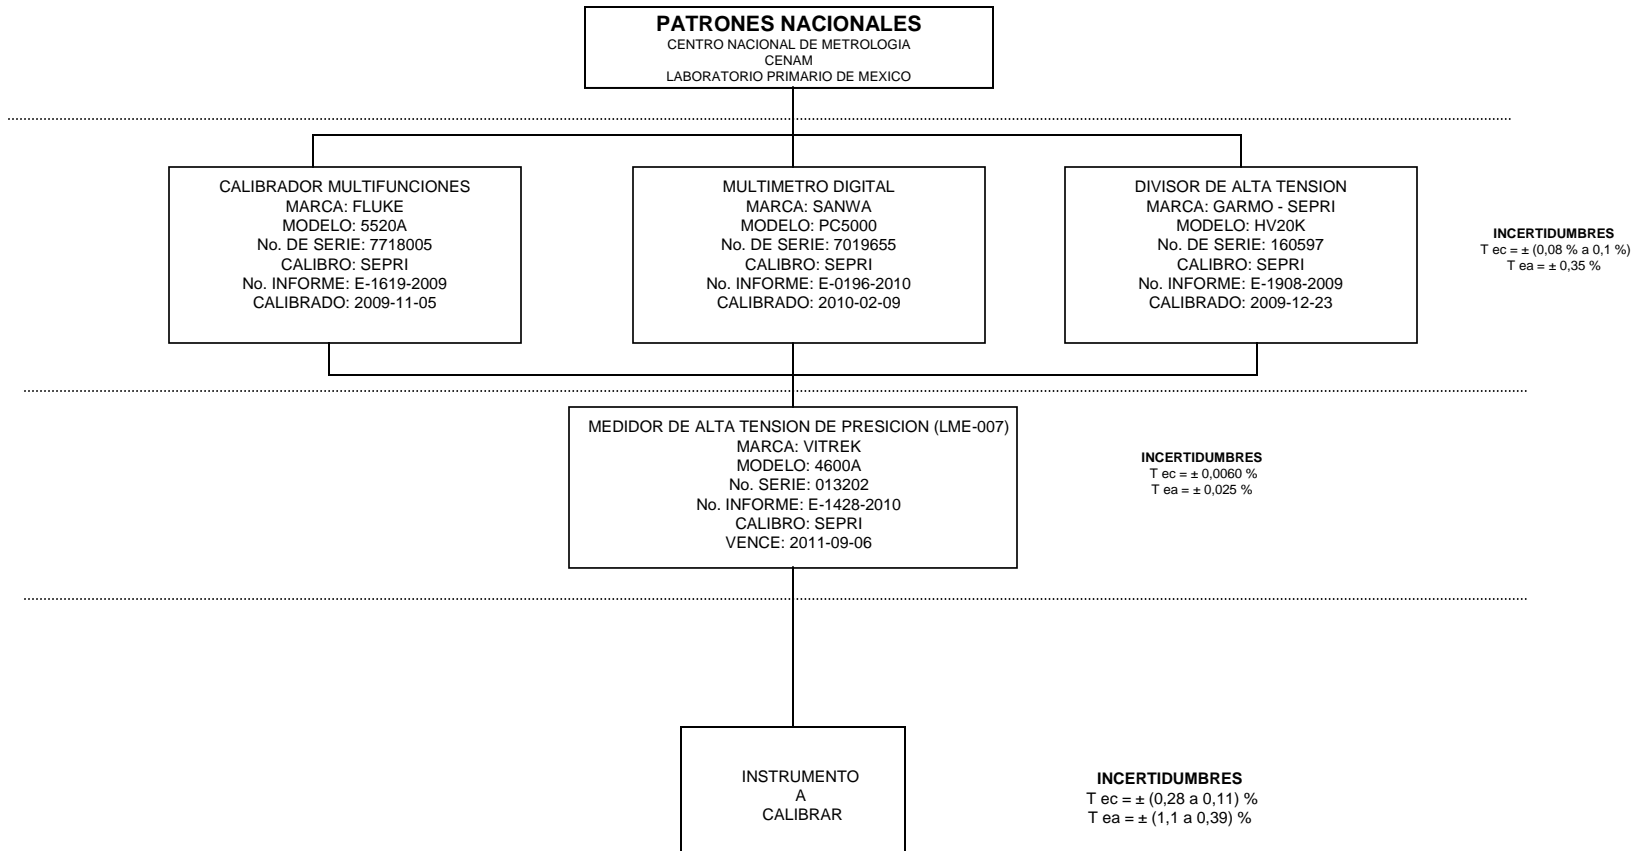 PATRONES NACIONALES
CENTRO NACIONAL DE METROLOGIA
CENAM
LABORATORIO PRIMARIO DE MEXICO
CALIBRADOR MULTIFUNCIONES
MARCA: FLUKE
MODELO: 5520A
No. DE SERIE: 7718005
CALIBRO: SEPRI
No. INFORME: E-1619-2009
CALIBRADO: 2009-11-05
MULTIMETRO DIGITAL
MARCA: SANWA
MODELO: PC5000
No. DE SERIE: 7019655
CALIBRO: SEPRI
No. INFORME: E-0196-2010
CALIBRADO: 2010-02-09
DIVISOR DE ALTA TENSION
MARCA: GARMO - SEPRI
MODELO: HV20K
No. DE SERIE: 160597
CALIBRO: SEPRI
No. INFORME: E-1908-2009
CALIBRADO: 2009-12-23
INCERTIDUMBRES
T ec = ± (0,08 % a 0,1 %)
T ea = ± 0,35 %
MEDIDOR DE ALTA TENSION DE PRESICION (LME-007)
MARCA: VITREK
MODELO: 4600A
No. SERIE: 013202
No. INFORME: E-1428-2010
CALIBRO: SEPRI
VENCE: 2011-09-06
INCERTIDUMBRES
T ec = ± 0,0060 %
T ea = ± 0,025 %
INSTRUMENTO
A
CALIBRAR
INCERTIDUMBRES
T ec = ± (0,28 a 0,11) %
T ea = ± (1,1 a 0,39) %